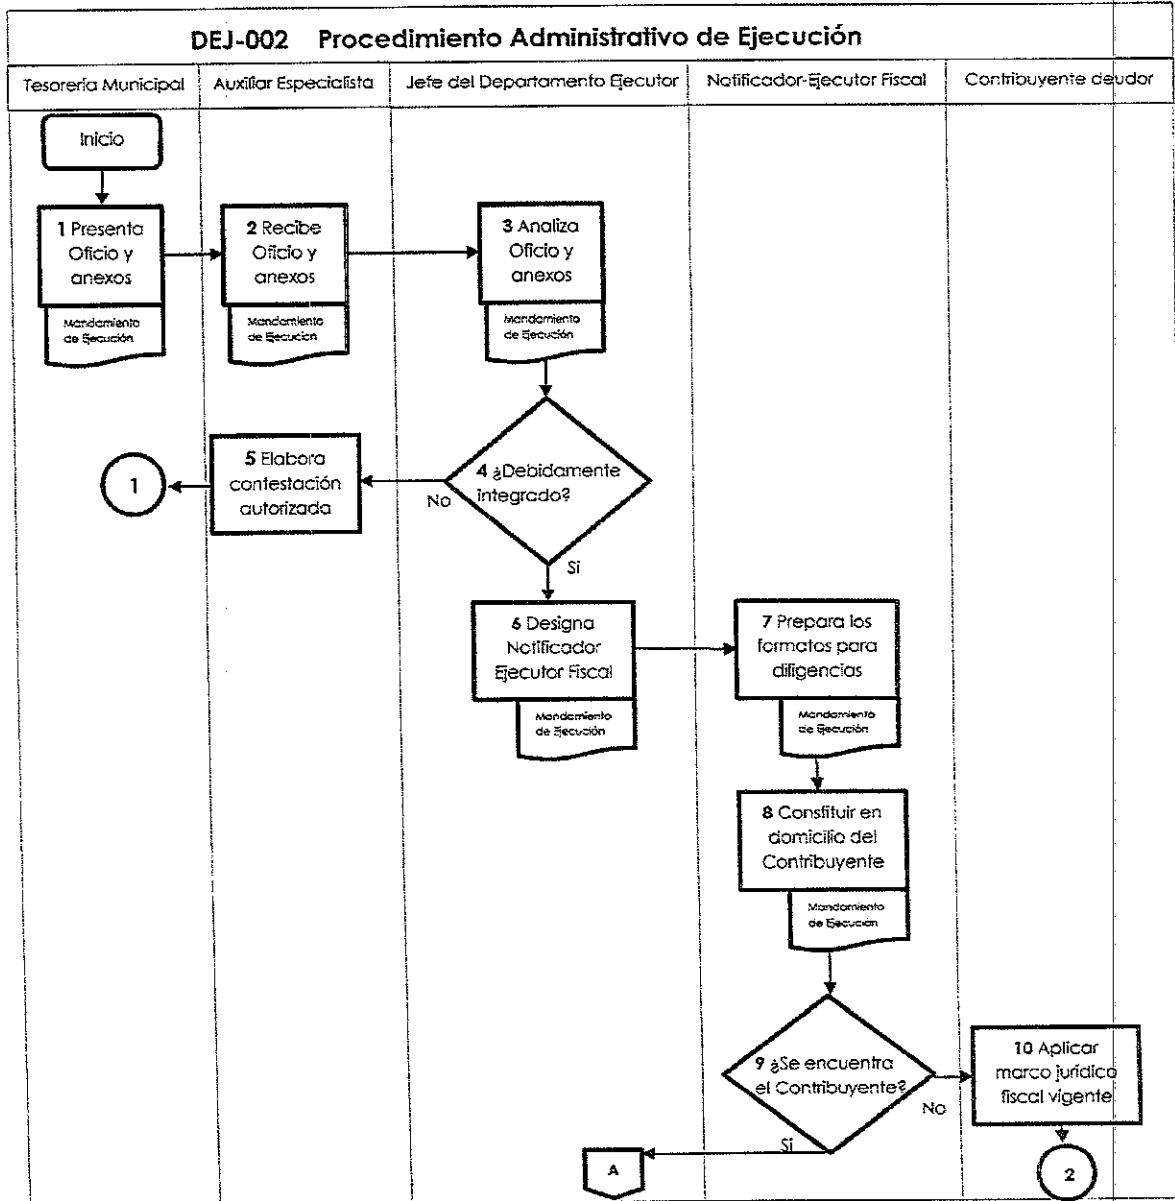 DEJ-002 Procedimiento Administrativo de Ejecución
Tesorería Municipal
Auxiliar Especialista
Jefe del Departamento Ejecutor
Notificador-Ejecutor Fiscal
Contribuyente deudor
Inicio
1 Presenta
Oficio y
anexos
Mandamiento
de Ejecución
2 Recibe
Oficio y
anexos
Mandamiento
de Ejecución
3 Analiza
Oficio y
anexos
Mandamiento
de Ejecución
4 ¿Debidamente
integrado?
No
Si
5 Elabora
contestación
autorizada
1
6 Designa
Notificador
Ejecutor Fiscal
Mandamiento
de Ejecución
7 Prepara los
formatos para
diligencias
Mandamiento
de Ejecución
8 Constituir en
domicilio del
Contribuyente
Mandamiento
de Ejecución
9 ¿Se encuentra
el Contribuyente?
No
Si
10 Aplicar
marco jurídico
fiscal vigente
A
2